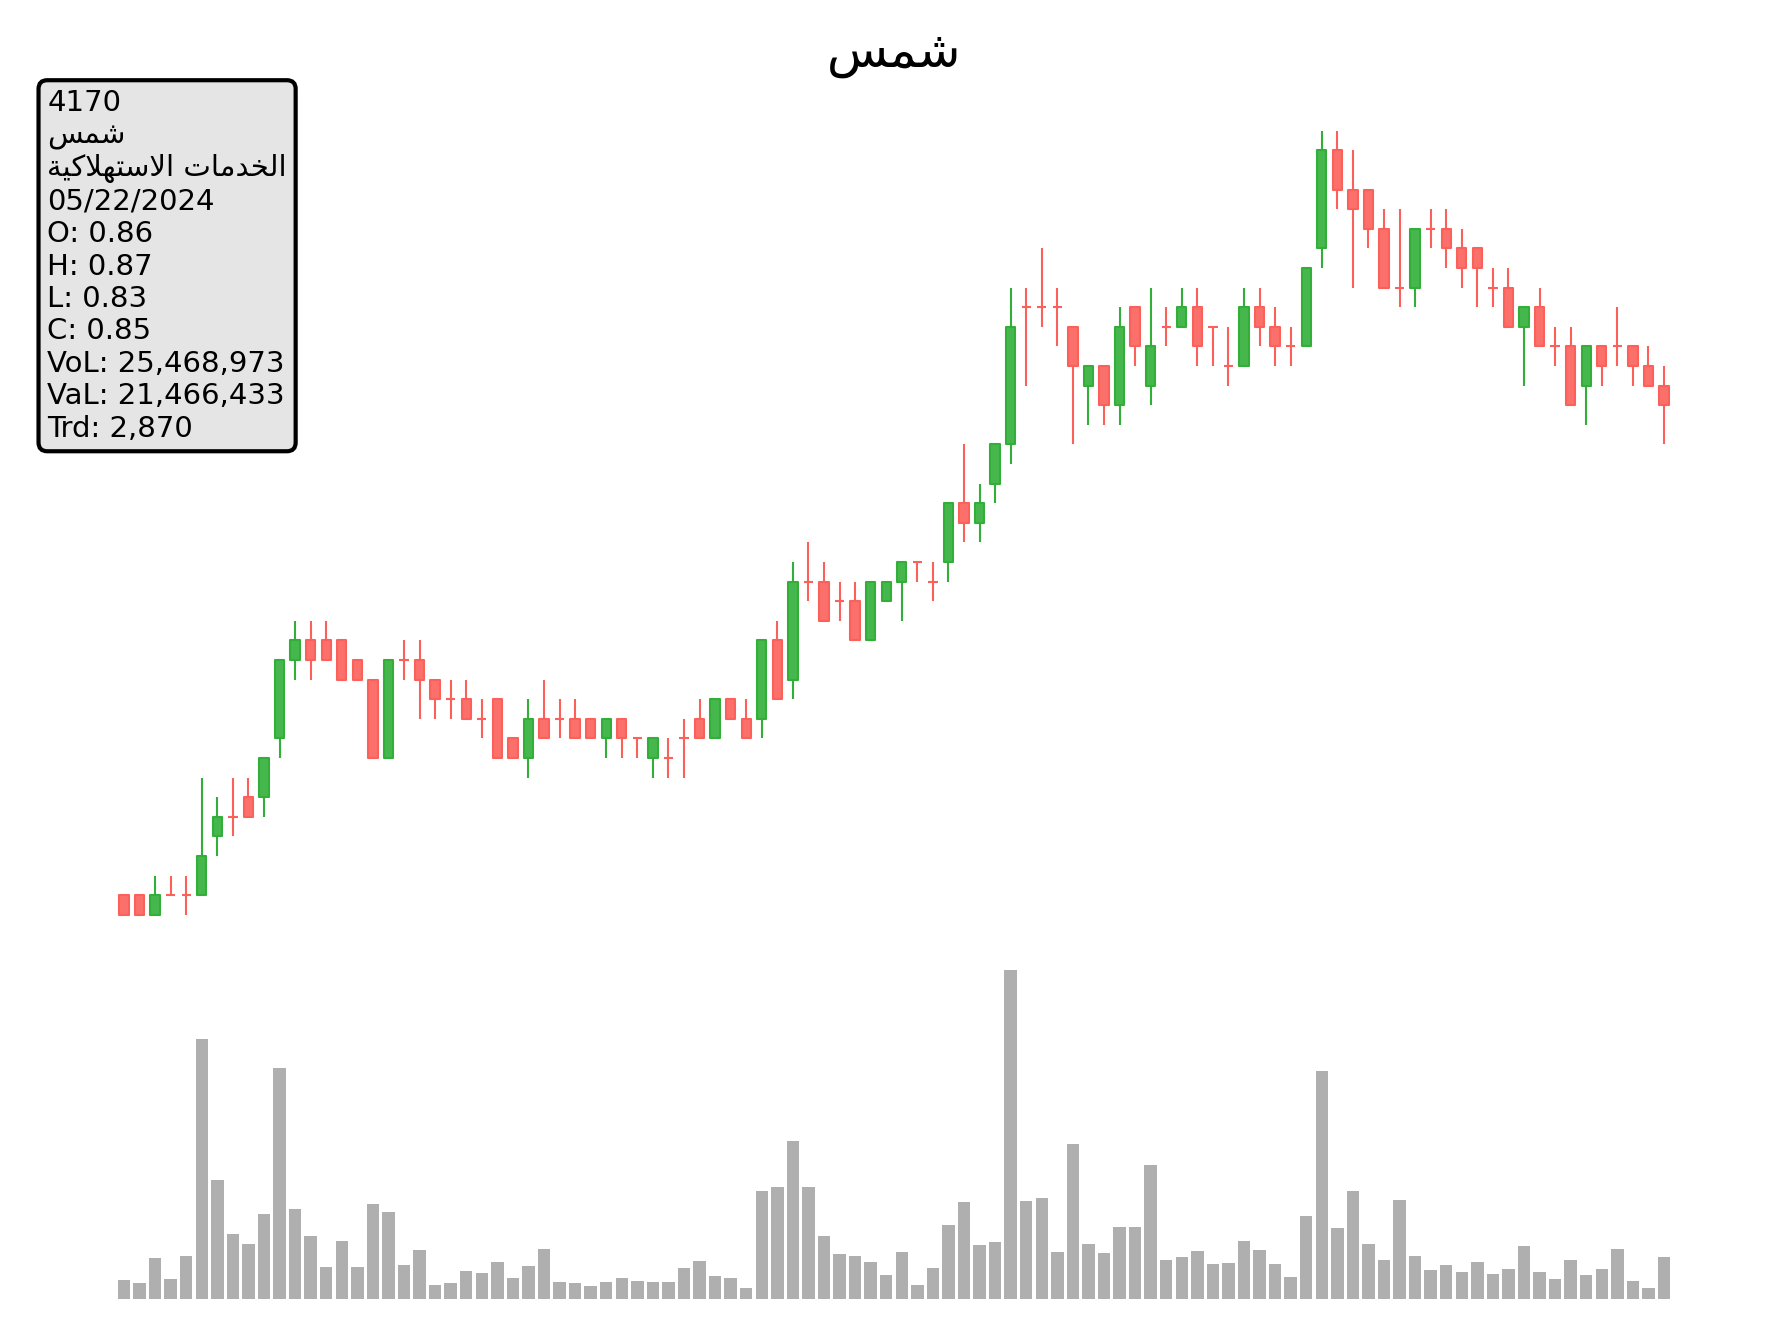 شمس
4170
شمس
الخدمات الاستهلاكية
05/22/2024
O: 0.86
H: 0.87
L: 0.83
C: 0.85
VoL: 25,468,973
VaL: 21,466,433
Trd: 2,870